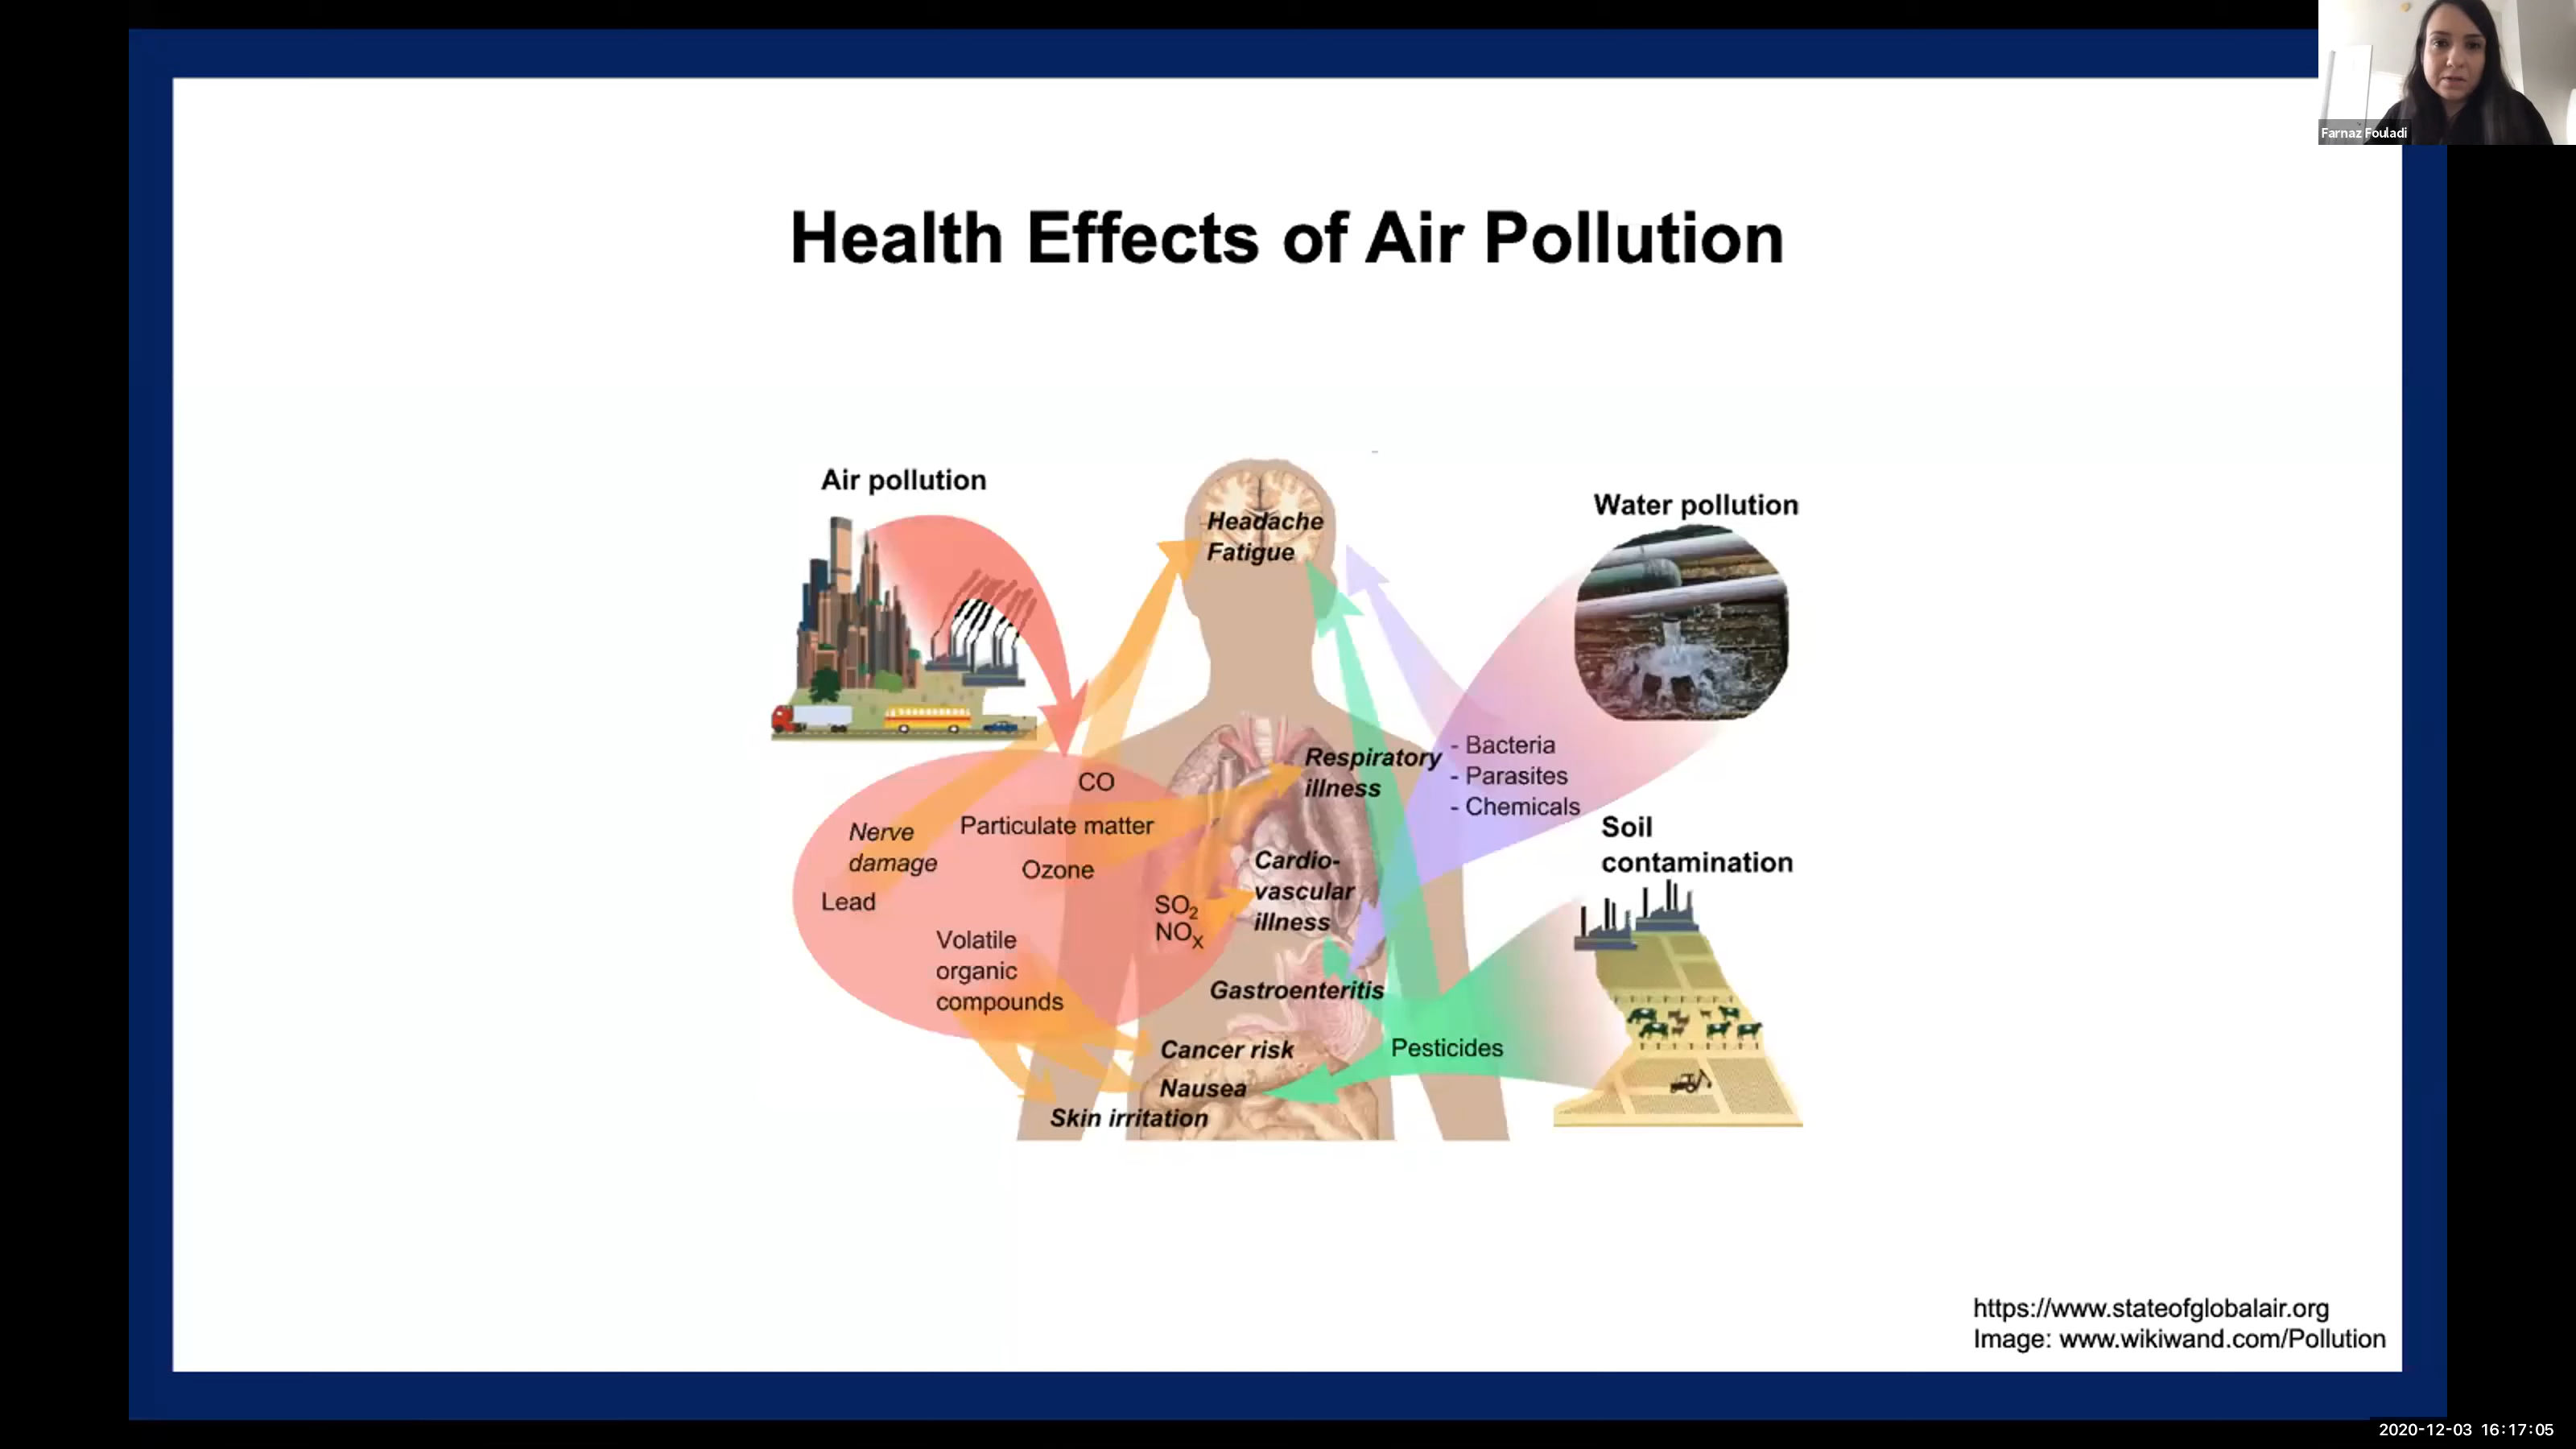 Farnaz Fouladi
Health Effects of Air Pollution
Air pollution
Headache
Fatigue
Water pollution
CO
Particulate matter
Nerve
damage
Ozone
Lead
SO2
NOX
Volatile
organic
compounds
Respiratory
illness
Cardio-
vascular
illness
Gastroenteritis
Cancer risk
Nausea
Skin irritation
- Bacteria
- Parasites
- Chemicals
Soil
contamination
Pesticides
https://www.stateofglobalair.org
Image: www.wikiwand.com/Pollution
2020-12-03 16:17:05